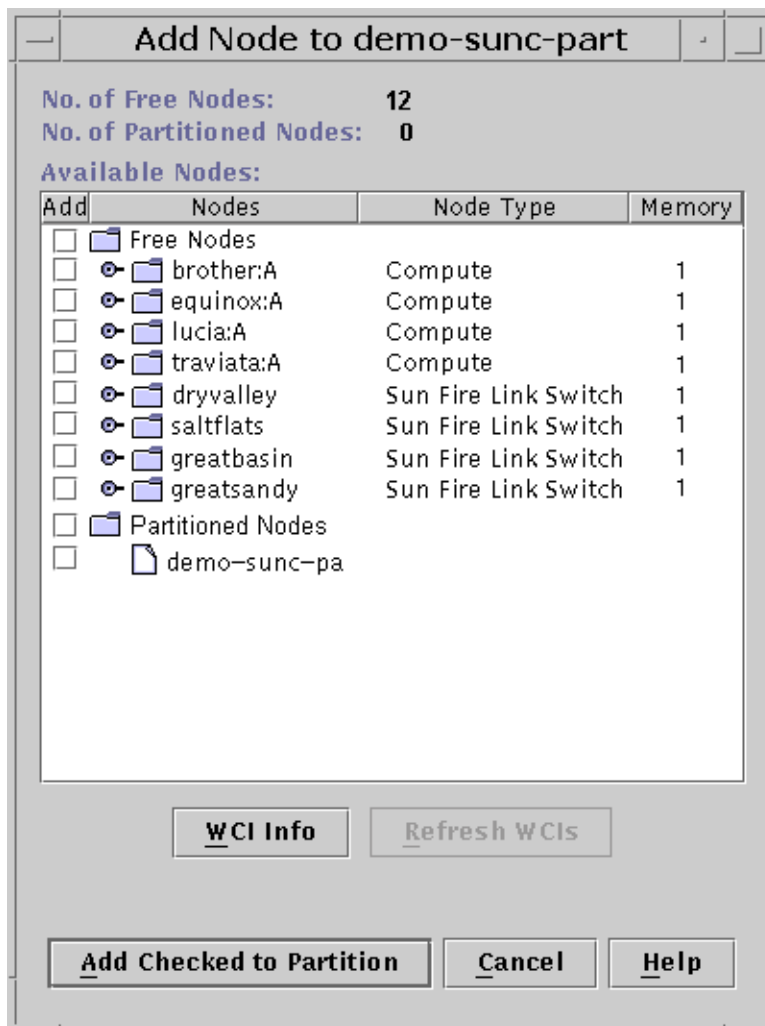 Add Node to demo-sunc-part
No. of Free Nodes: 12
No. of Partitioned Nodes: 0
Available Nodes:
Add Nodes Node Type Memory
Free Nodes
brother:A Compute 1
equinox:A Compute 1
lucia:A Compute 1
traviata:A Compute 1
dryvalley Sun Fire Link Switch 1
saltflats Sun Fire Link Switch 1
greatbasin Sun Fire Link Switch 1
greatsandy Sun Fire Link Switch 1
Partitioned Nodes
demo-sunc-pa
WCI Info Refresh WCIs
Add Checked to Partition Cancel Help